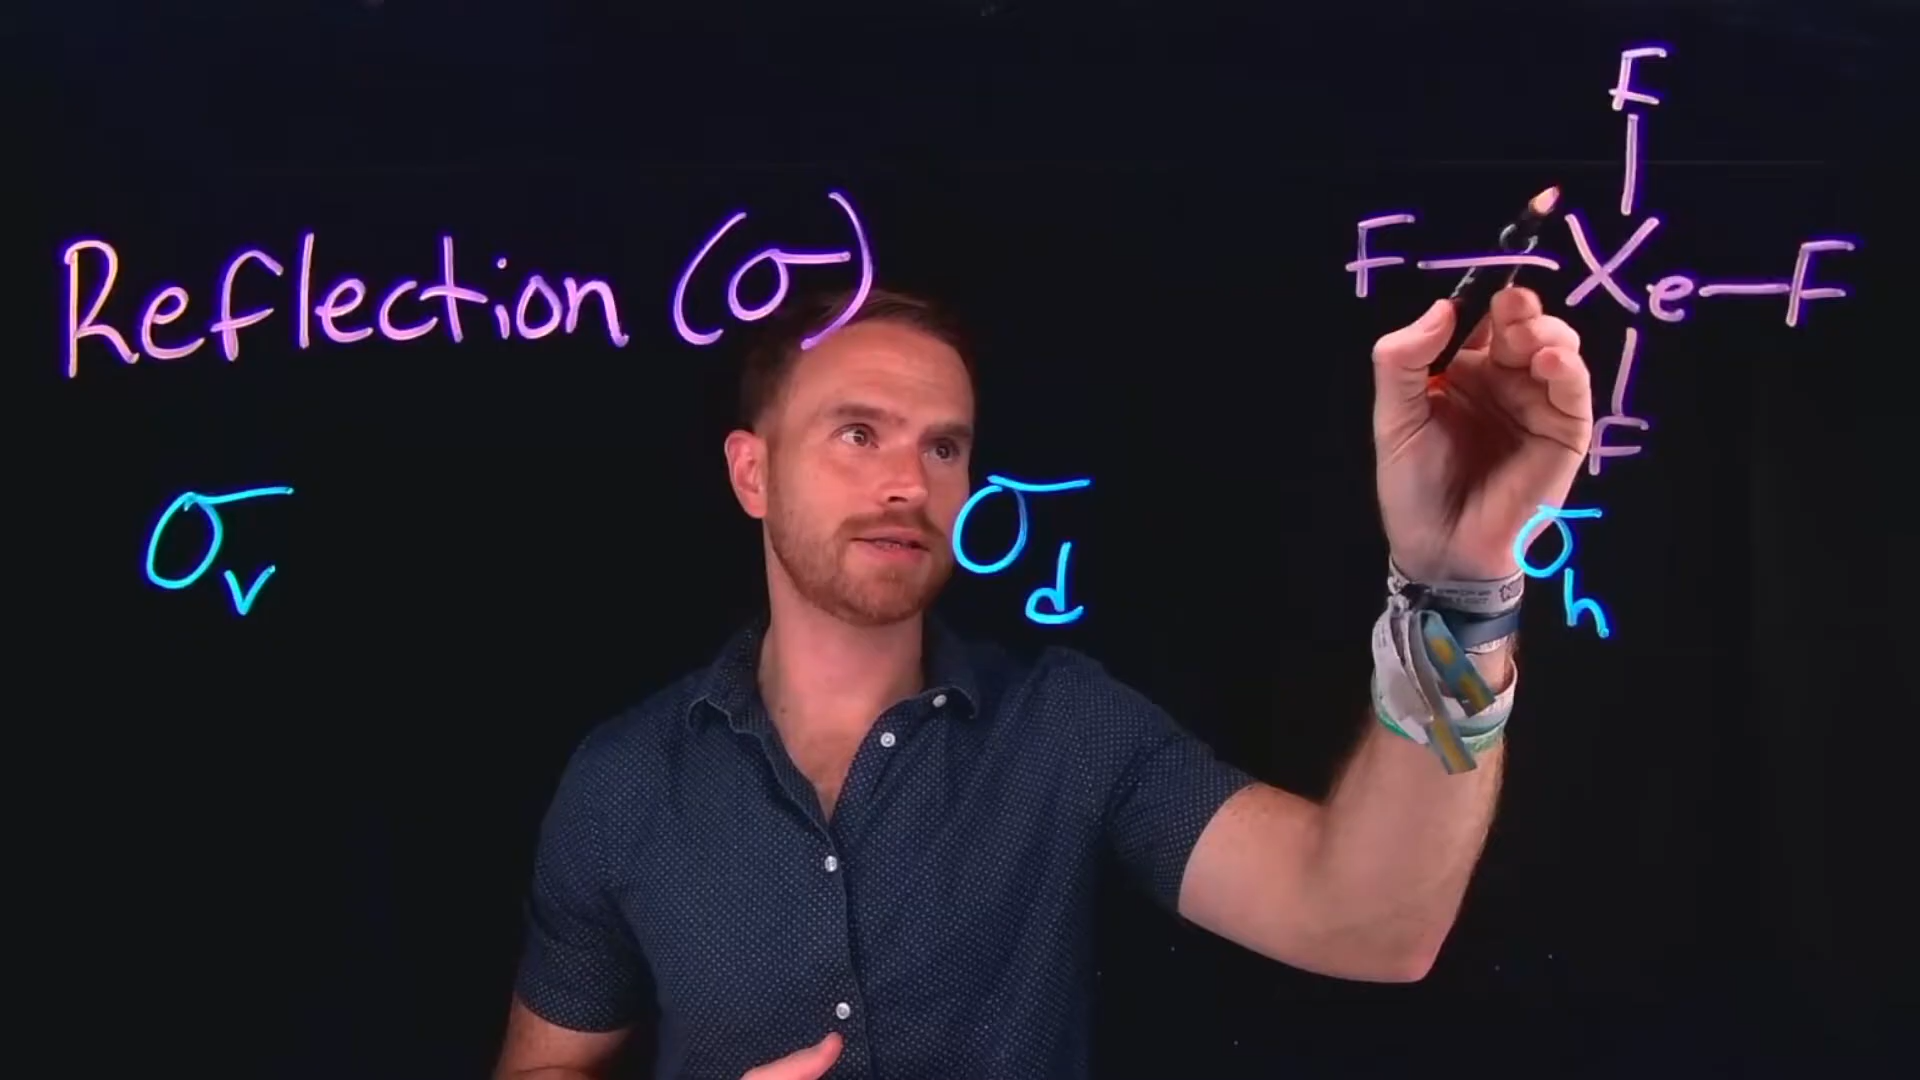 Reflection (σ)
F
F—Xe—F
F
σv
σd
σh